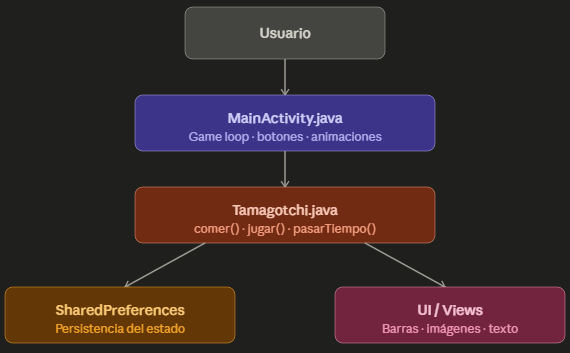 Usuario
MainActivity.java
Game loop · botones · animaciones
Tamagotchi.java
comer() · jugar() · pasarTiempo()
SharedPreferences
Persistencia del estado
UI / Views
Barras · imágenes · texto